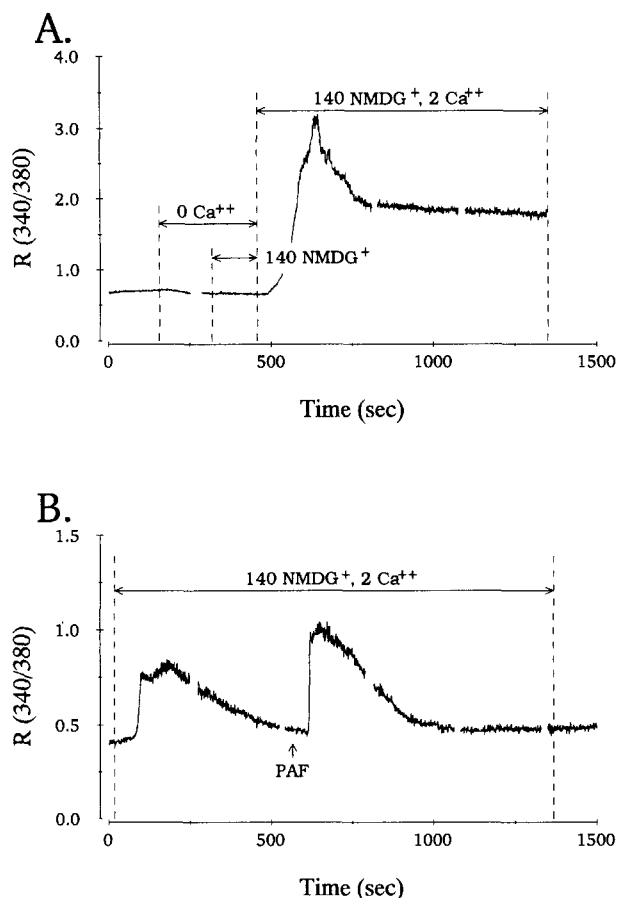 A.
4.0
140 NMDG+, 2 Ca++
3.0
R (340/380)
2.0
0 Ca++
1.0
140 NMDG+
0.0
0 500 1000 1500
Time (sec)
B.
1.5
140 NMDG+, 2 Ca++
1.0
R (340/380)
0.5
PAF
0.0
0 500 1000 1500
Time (sec)